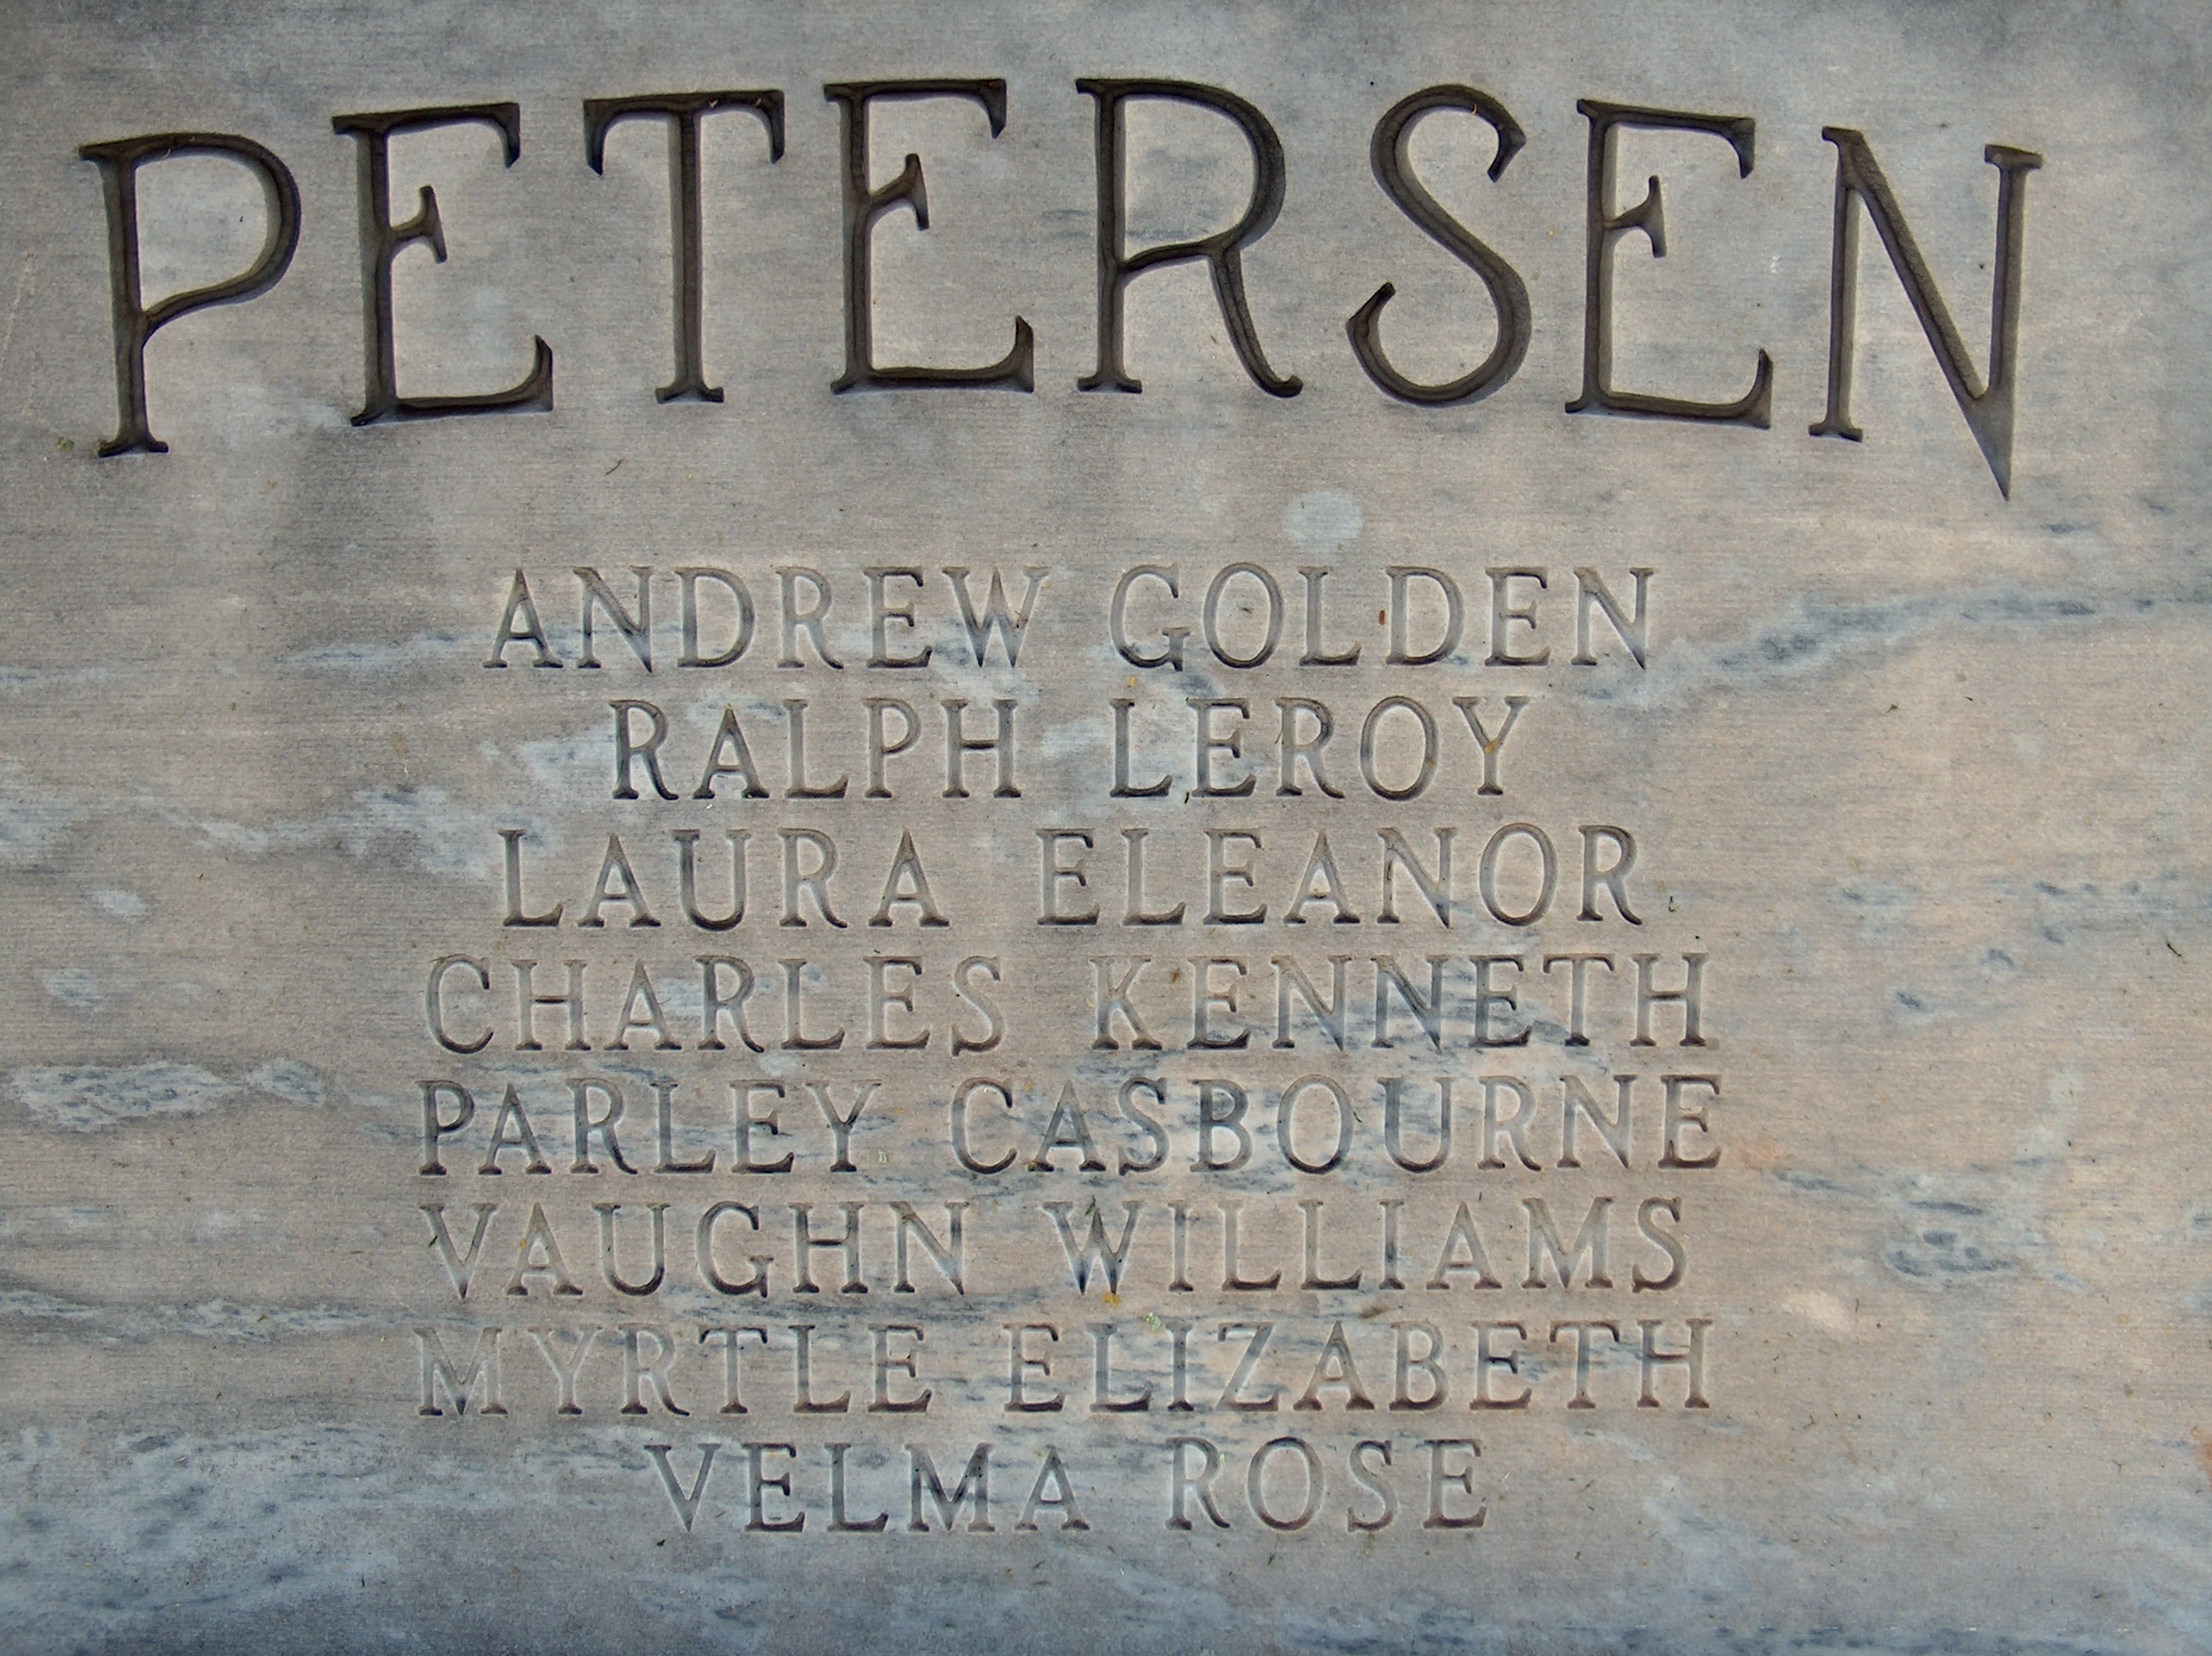 PETERSEN
ANDREW GOLDEN
RALPH LEROY
LAURA ELEANOR
CHARLES KENNETH
PARLEY CASBOURNE
VAUGHN WILLIAMS
MYRTLE ELIZABETH
VELMA ROSE